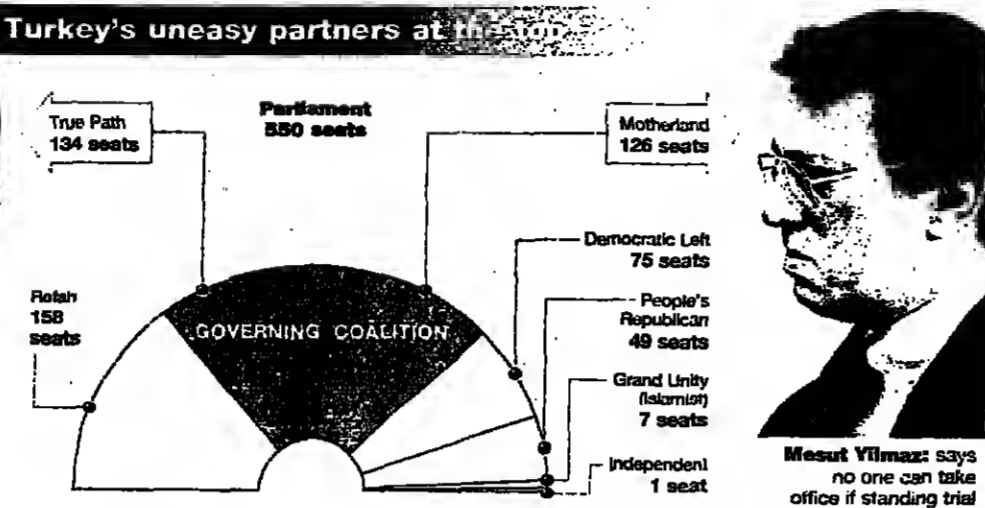 Turkey's uneasy partners at the top
Parliament
550 seats
True Path
134 seats
Motherland
126 seats
Democratic Left
75 seats
People's
Republican
49 seats
Refah
158
seats
GOVERNING COALITION
Grand Unity
(Islamist)
7 seats
Independent
1 seat
Mesut Yilmaz: says
no one can take
office if standing trial